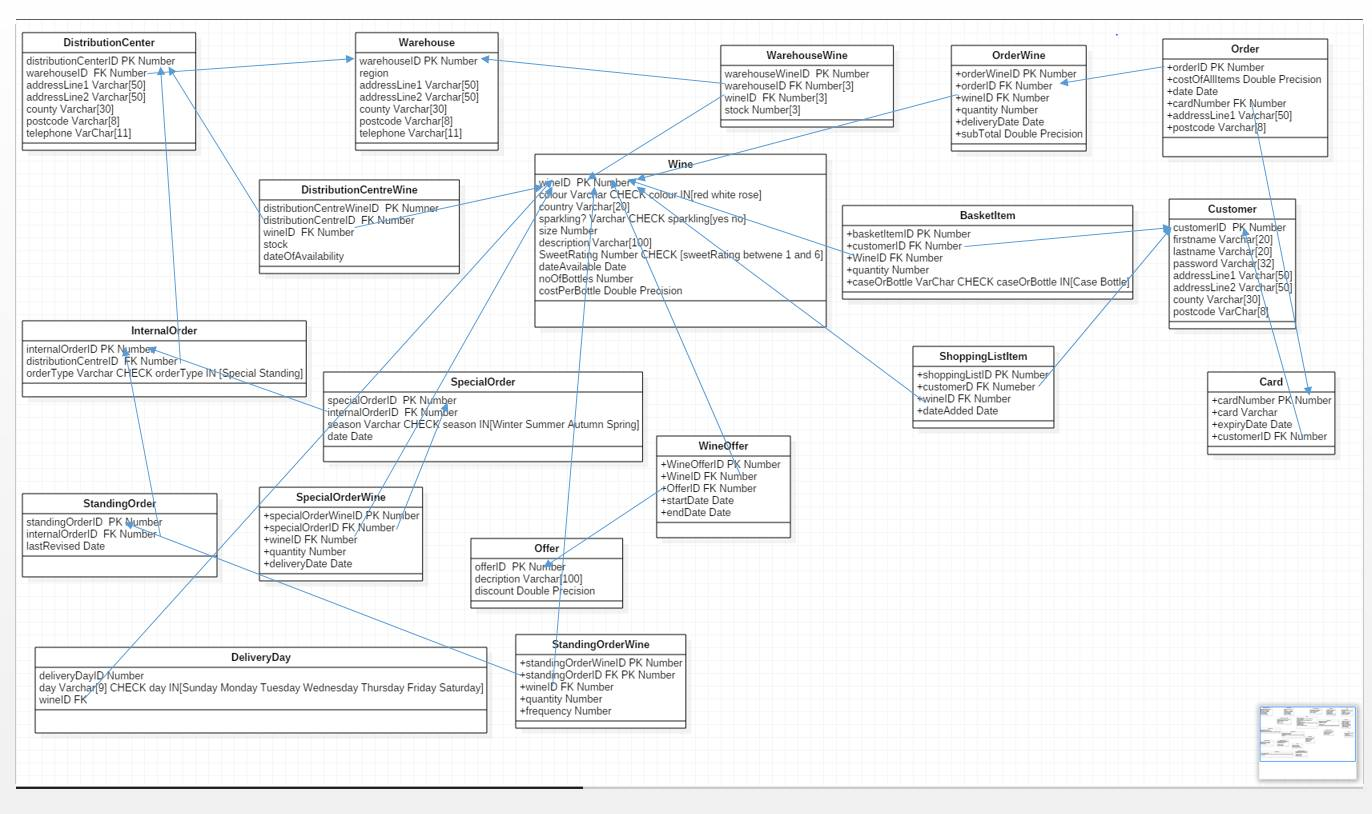 DistributionCenter
distributionCenterID PK Number
warehouseID  FK Number
addressLine1 Varchar[50]
addressLine2 Varchar[50]
county Varchar[30]
postcode Varchar[8]
telephone VarChar[11]
Warehouse
warehouseID PK Number
region
addressLine1 Varchar[50]
addressLine2 Varchar[50]
county Varchar[30]
postcode Varchar[8]
telephone Varchar[11]
WarehouseWine
warehouseWineID  PK Number
warehouseID FK Number[3]
wineID  FK Number[3]
stock Number[3]
OrderWine
+orderWineID PK Number
+orderID FK Number
+wineID FK Number
+quantity Number
+deliveryDate Date
+subTotal Double Precision
Order
+orderID PK Number
+costOfAllItems Double Precision
+date Date
+cardNumber FK Number
+addressLine1 Varchar[50]
+postcode Varchar[8]
DistributionCentreWine
distributionCentreWineID  PK Numner
distributionCentreID  FK Number
wineID  FK Number
stock
dateOfAvailability
Wine
wineID  PK Number
colour Varchar CHECK colour IN[red white rose]
country Varchar[20]
sparkling? Varchar CHECK sparkling[yes no]
size Number
description Varchar[100]
SweetRating Number CHECK [sweetRating betwene 1 and 6]
dateAvailable Date
noOfBottles Number
costPerBottle Double Precision
BasketItem
+basketItemID PK Number
+customerID FK Number
+WineID FK Number
+quantity Number
+caseOrBottle VarChar CHECK caseOrBottle IN[Case Bottle]
Customer
customerID  PK Number
firstname Varchar[20]
lastname Varchar[20]
password Varchar[32]
addressLine1 Varchar[50]
addressLine2 Varchar[50]
county Varchar[30]
postcode VarChar[8]
InternalOrder
internalOrderID PK Number
distributionCentreID  FK Number
orderType Varchar CHECK orderType IN [Special Standing]
SpecialOrder
specialOrderID  PK Number
internalOrderID  FK Number
season Varchar CHECK season IN[Winter Summer Autumn Spring]
date Date
ShoppingListItem
+shoppingListID PK Number
+customerD FK Numeber
+wineID FK Number
+dateAdded Date
Card
+cardNumber PK Number
+card Varchar
+expiryDate Date
+customerID FK Number
WineOffer
+WineOfferID PK Number
+WineID FK Number
+OfferID FK Number
+startDate Date
+endDate Date
StandingOrder
standingOrderID  PK Number
internalOrderID  FK Number
lastRevised Date
SpecialOrderWine
+specialOrderWineID PK Number
+specialOrderID FK Number
+wineID FK Number
+quantity Number
+deliveryDate Date
Offer
offerID  PK Number
decription Varchar[100]
discount Double Precision
DeliveryDay
deliveryDayID Number
day Varchar[9] CHECK day IN[Sunday Monday Tuesday Wednesday Thursday Friday Saturday]
wineID FK
StandingOrderWine
+standingOrderWineID PK Number
+standingOrderID FK PK Number
+wineID FK Number
+quantity Number
+frequency Number